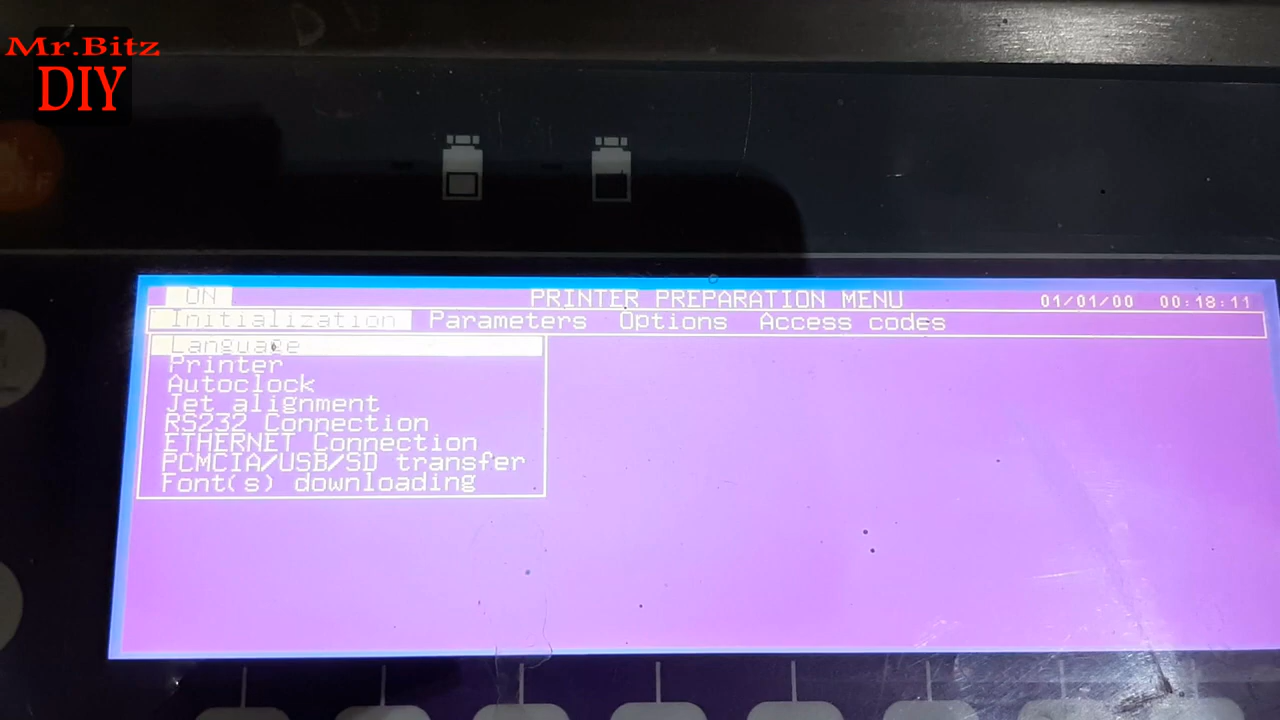 Mr.Bitz
DIY
ON PRINTER PREPARATION MENU 01/01/00 00:18:11
Initialization Parameters Options Access codes
Language
Printer
Autoclock
Jet alignment
RS232 Connection
ETHERNET Connection
PCMCIA/USB/SD transfer
Font(s) downloading